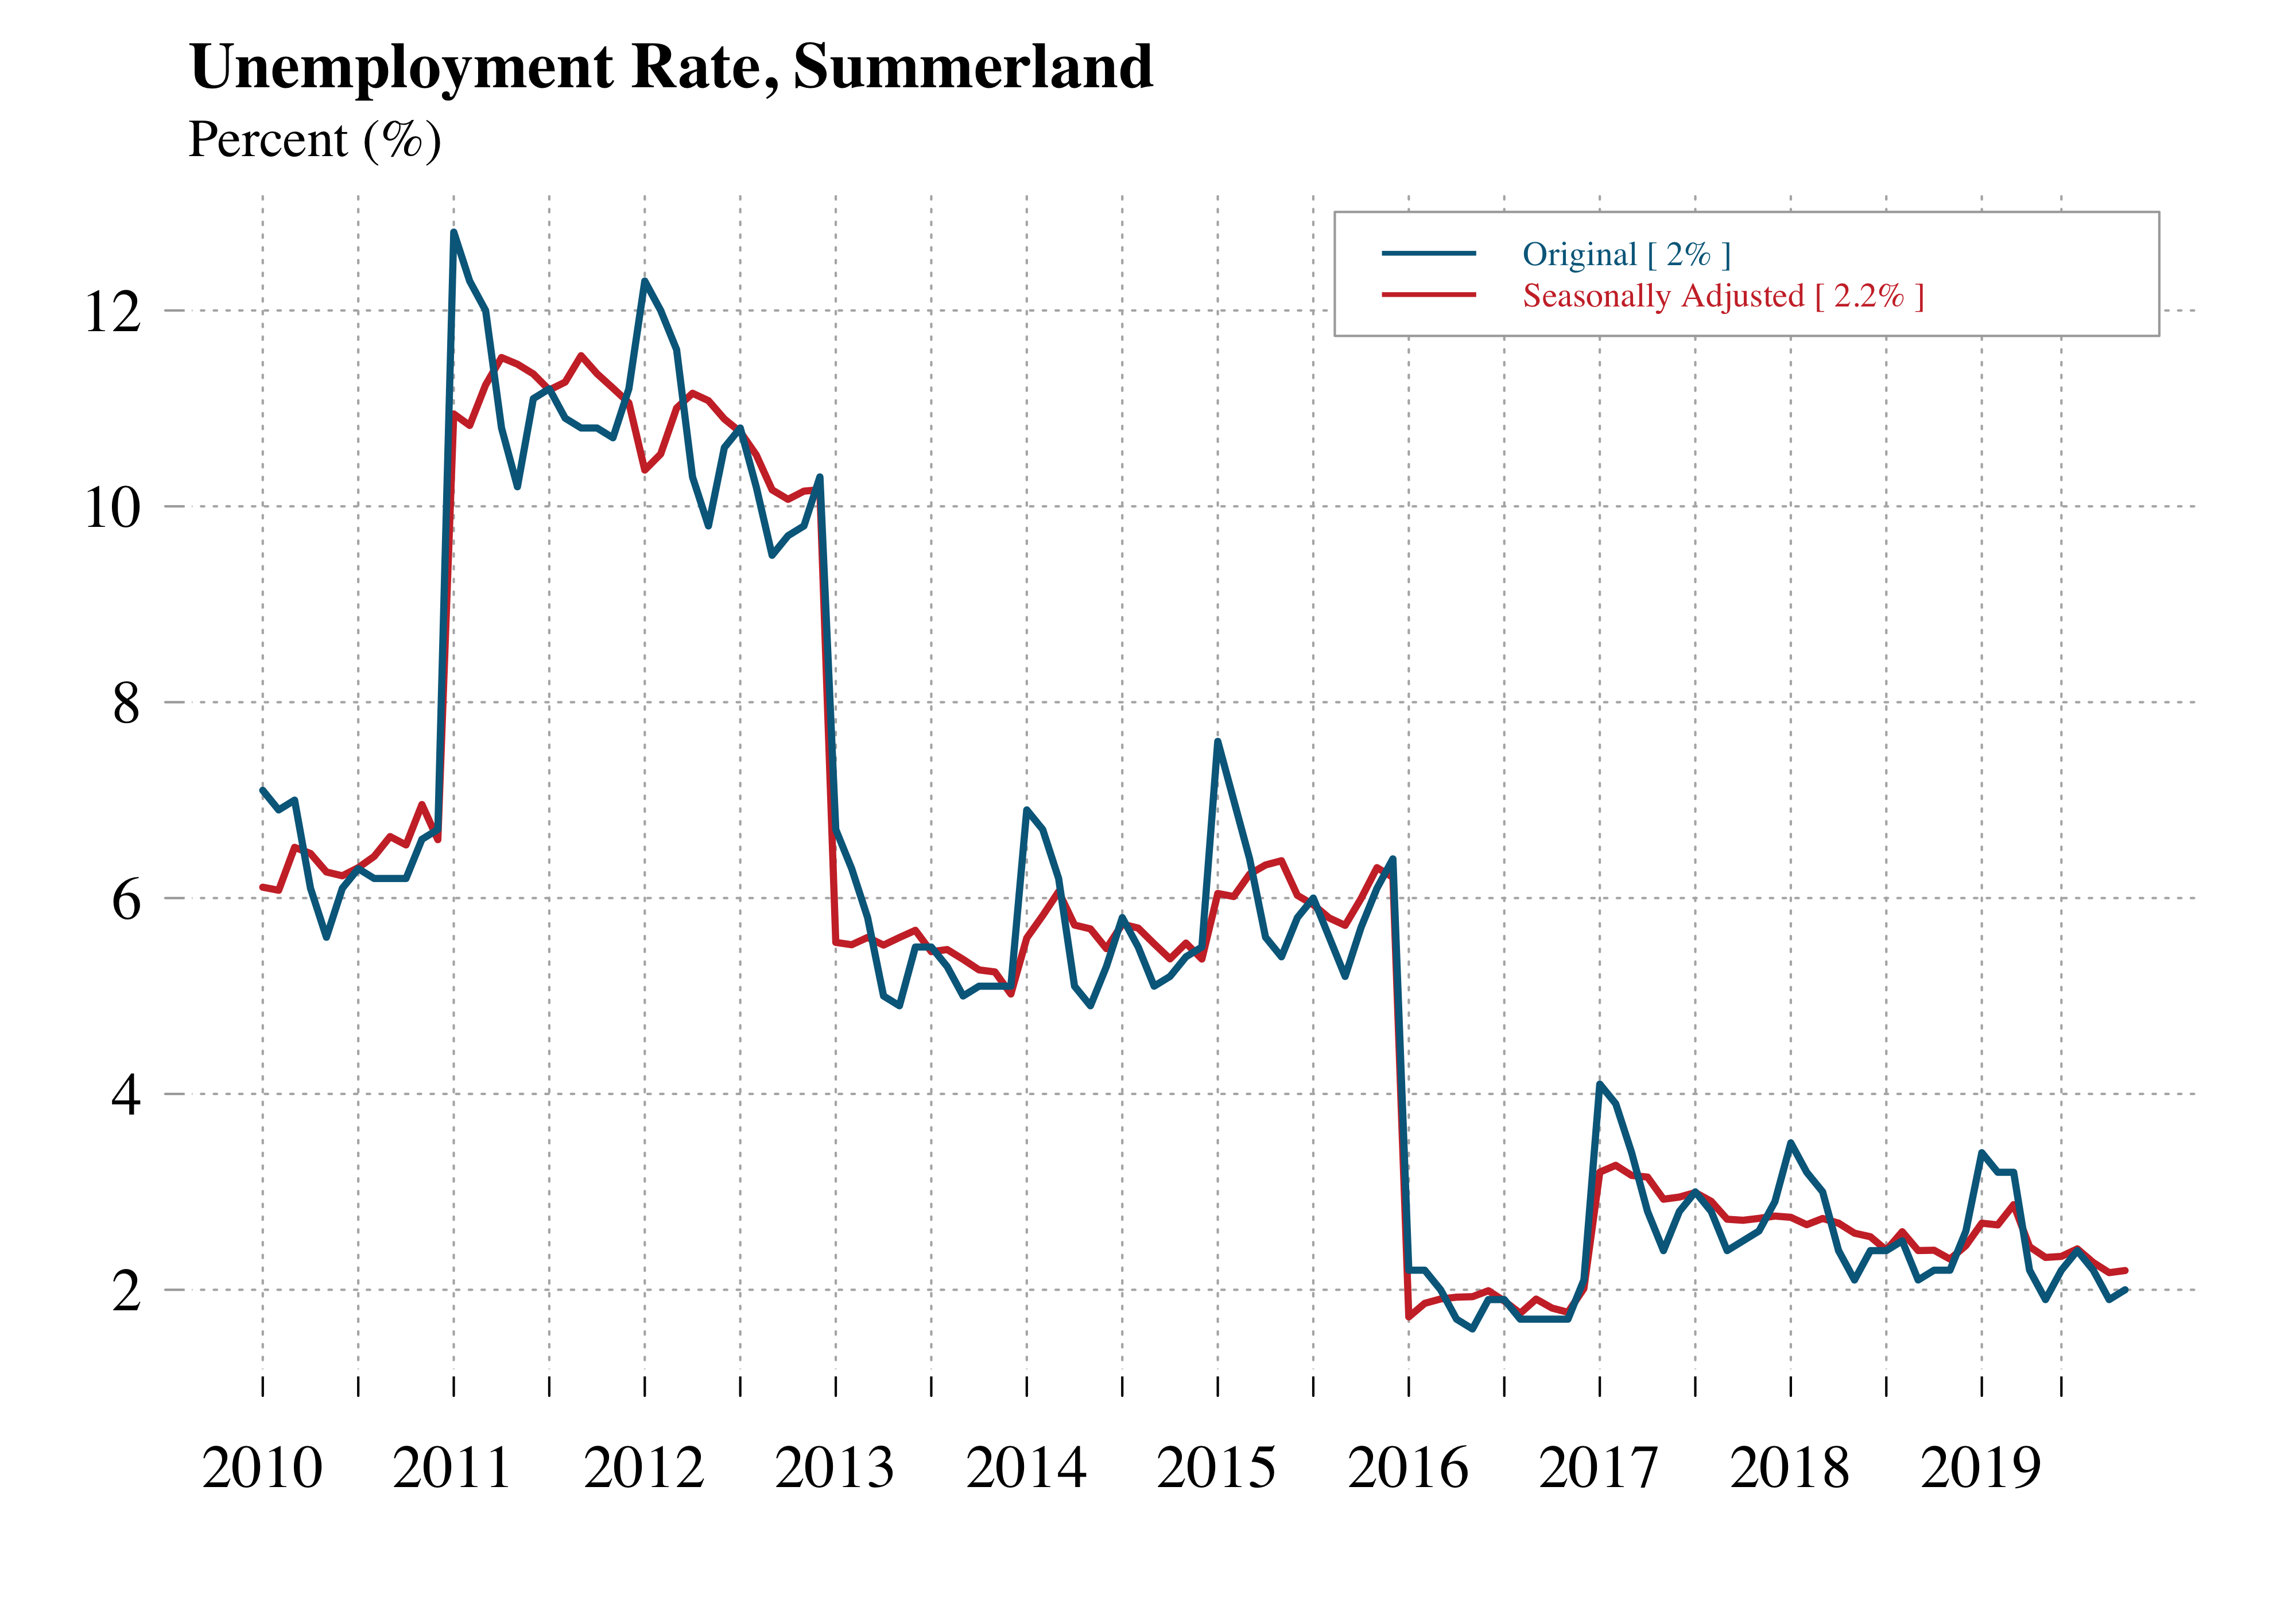 Unemployment Rate, Summerland
Percent (%)
Original [ 2% ]
Seasonally Adjusted [ 2.2% ]
12
10
8
6
4
2
2010 2011 2012 2013 2014 2015 2016 2017 2018 2019